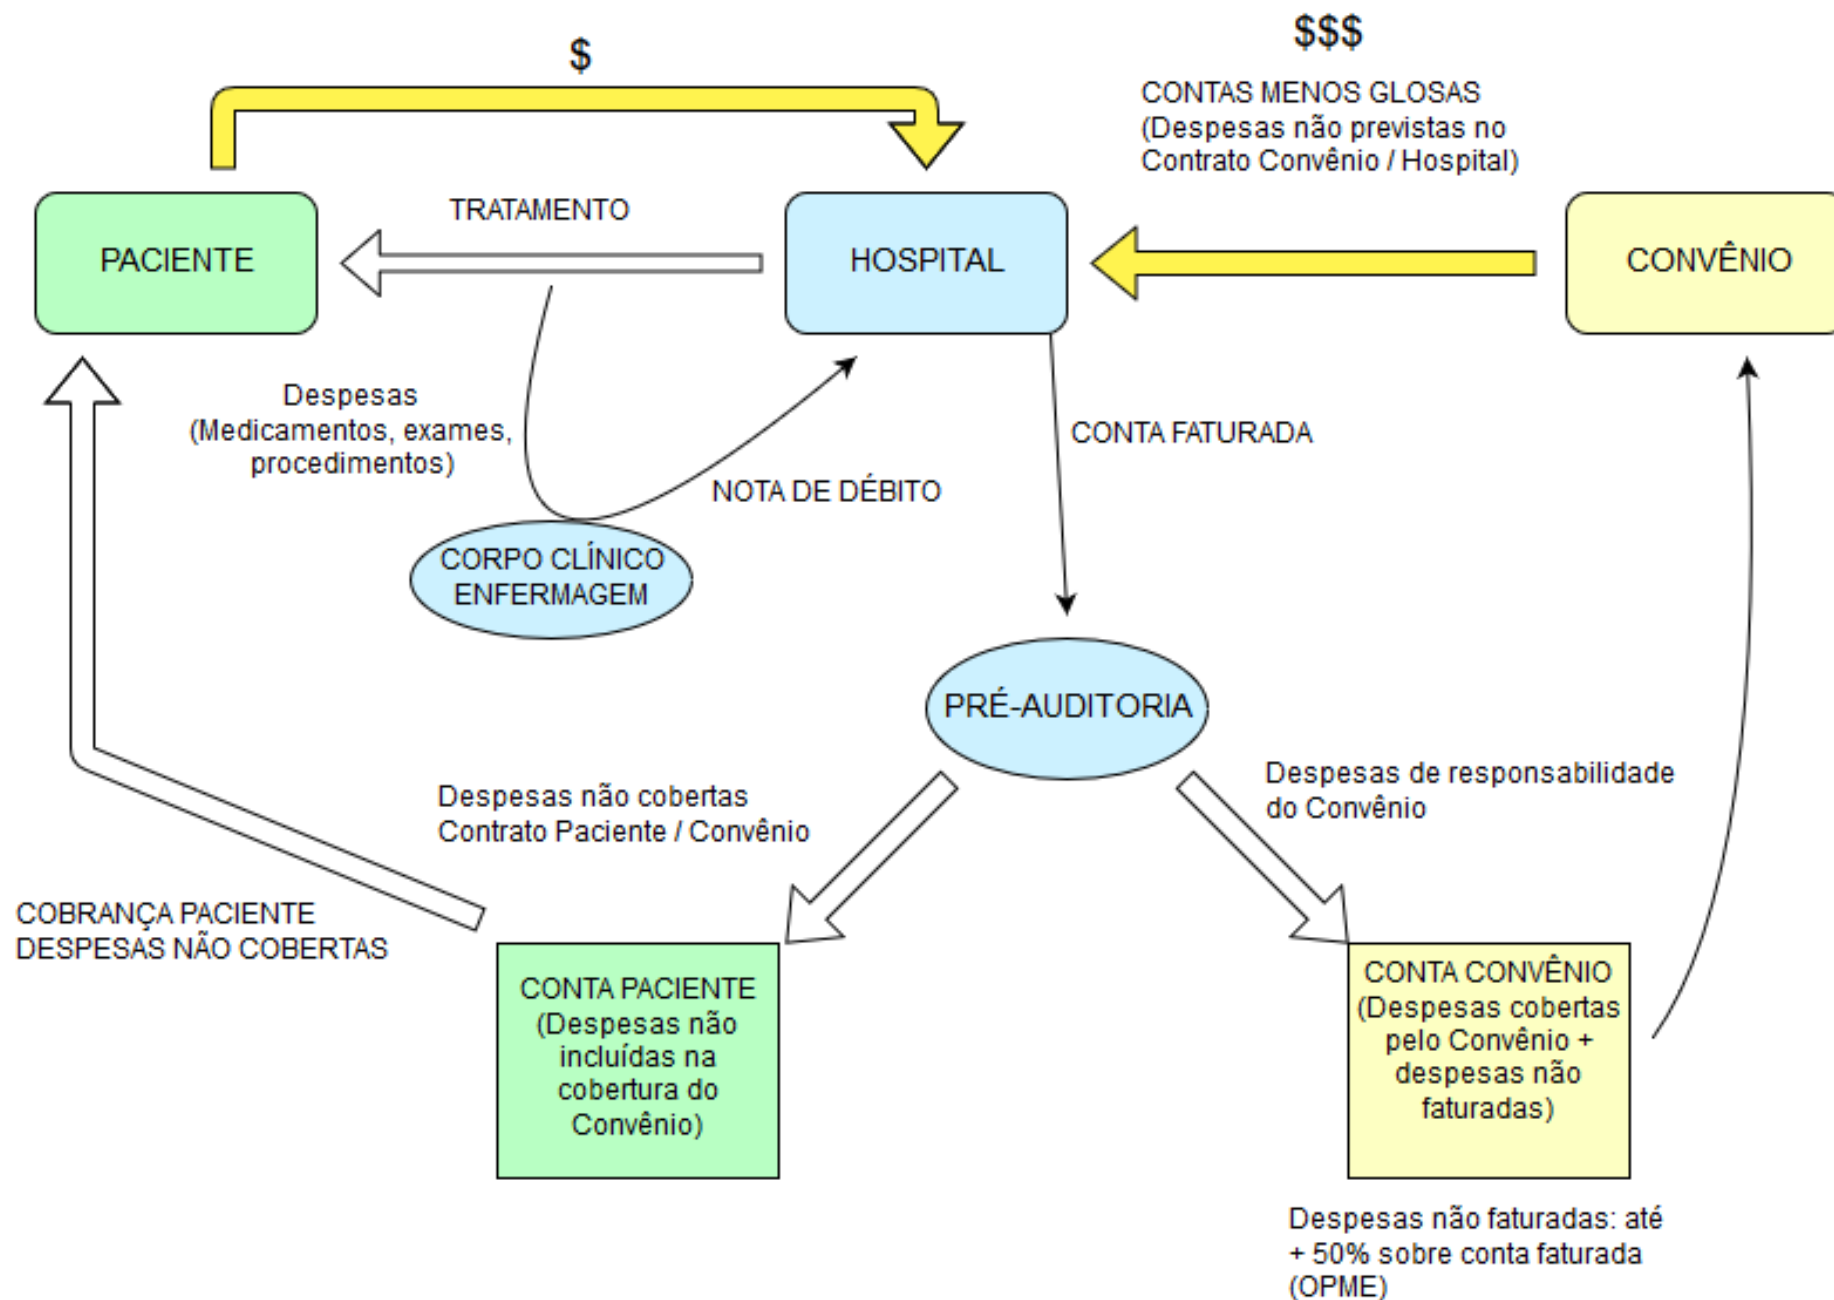 $
$$$
CONTAS MENOS GLOSAS
(Despesas não previstas no
Contrato Convênio / Hospital)
PACIENTE
TRATAMENTO
HOSPITAL
CONVÊNIO
Despesas
(Medicamentos, exames,
procedimentos)
NOTA DE DÉBITO
CONTA FATURADA
CORPO CLÍNICO
ENFERMAGEM
PRÉ-AUDITORIA
Despesas não cobertas
Contrato Paciente / Convênio
Despesas de responsabilidade
do Convênio
COBRANÇA PACIENTE
DESPESAS NÃO COBERTAS
CONTA PACIENTE
(Despesas não
incluídas na
cobertura do
Convênio)
CONTA CONVÊNIO
(Despesas cobertas
pelo Convênio +
despesas não
faturadas)
Despesas não faturadas: até
+ 50% sobre conta faturada
(OPME)